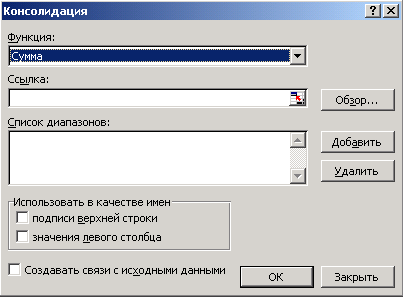 Консолидация
Функция:
Сумма
Ссылка:
Обзор...
Список диапазонов:
Добавить
Удалить
Использовать в качестве имен
подписи верхней строки
значения левого столбца
Создавать связи с исходными данными
OK
Закрыть